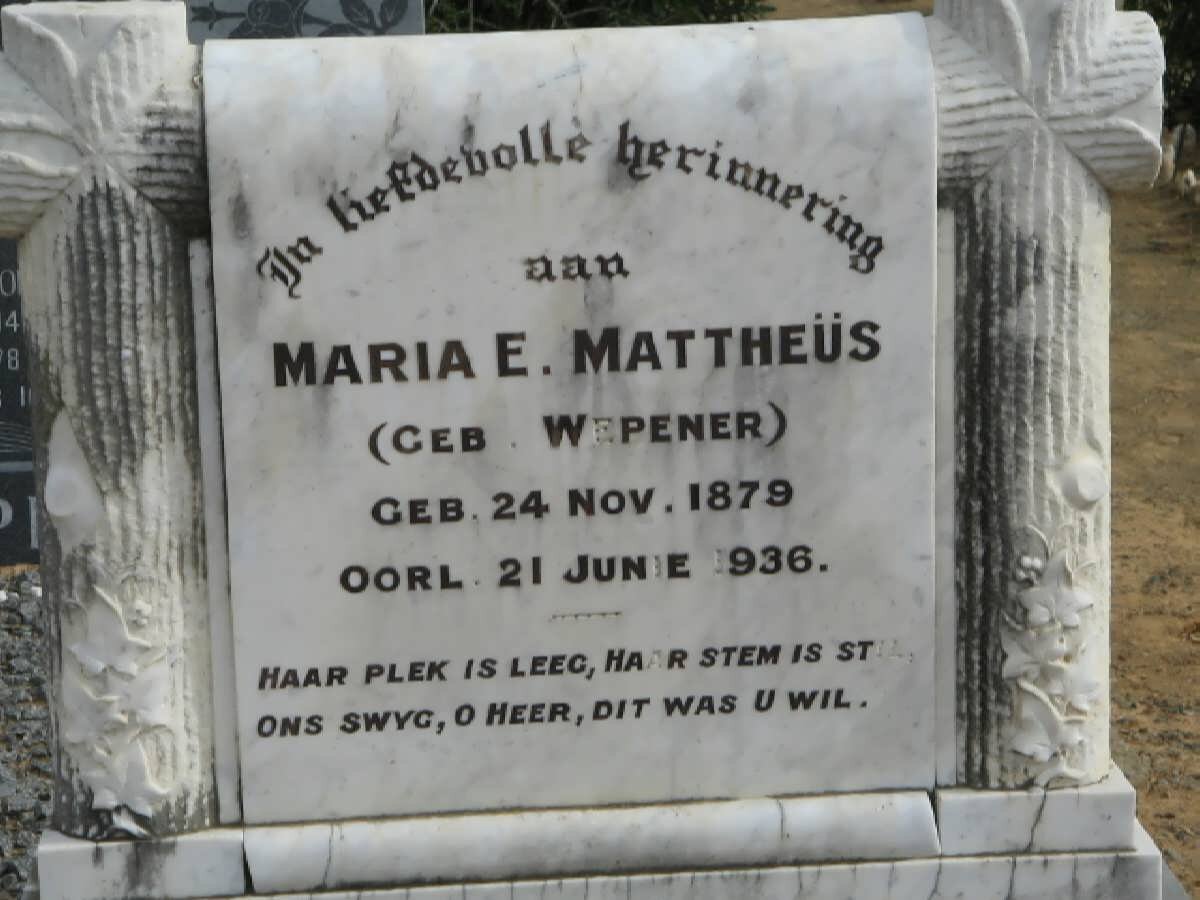 In liefdevolle herinnering
aan
MARIA E. MATTHEÜS
(GEB. WEPENER)
GEB. 24 NOV. 1879
OORL. 21 JUNIE 1936.
HAAR PLEK IS LEEG, HAAR STEM IS STIL,
ONS SWYG, O HEER, DIT WAS U WIL.